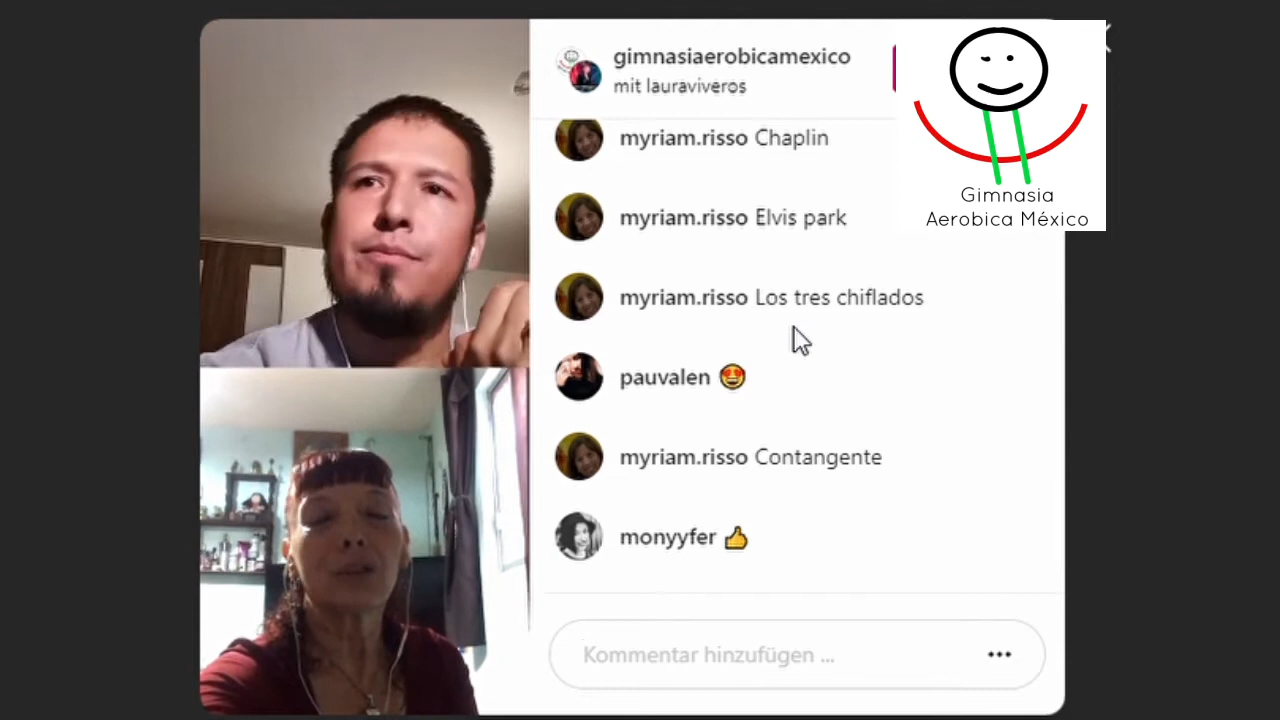 gimnasiaerobicamexico
mit lauraviveros
myriam.risso Chaplin
myriam.risso Elvis park
myriam.risso Los tres chiflados
pauvalen 😍
myriam.risso Contangente
monyyfer 👍
Kommentar hinzufügen ...
Gimnasia
Aerobica México